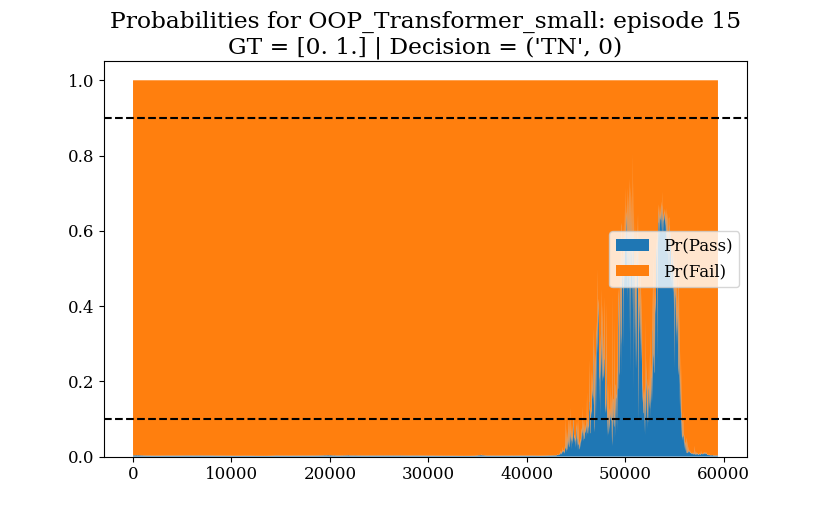 Probabilities for OOP_Transformer_small: episode 15
GT = [0. 1.] | Decision = ('TN', 0)
1.0
0.8
0.6
0.4
0.2
0.0
Pr(Pass)
Pr(Fail)
0 10000 20000 30000 40000 50000 60000